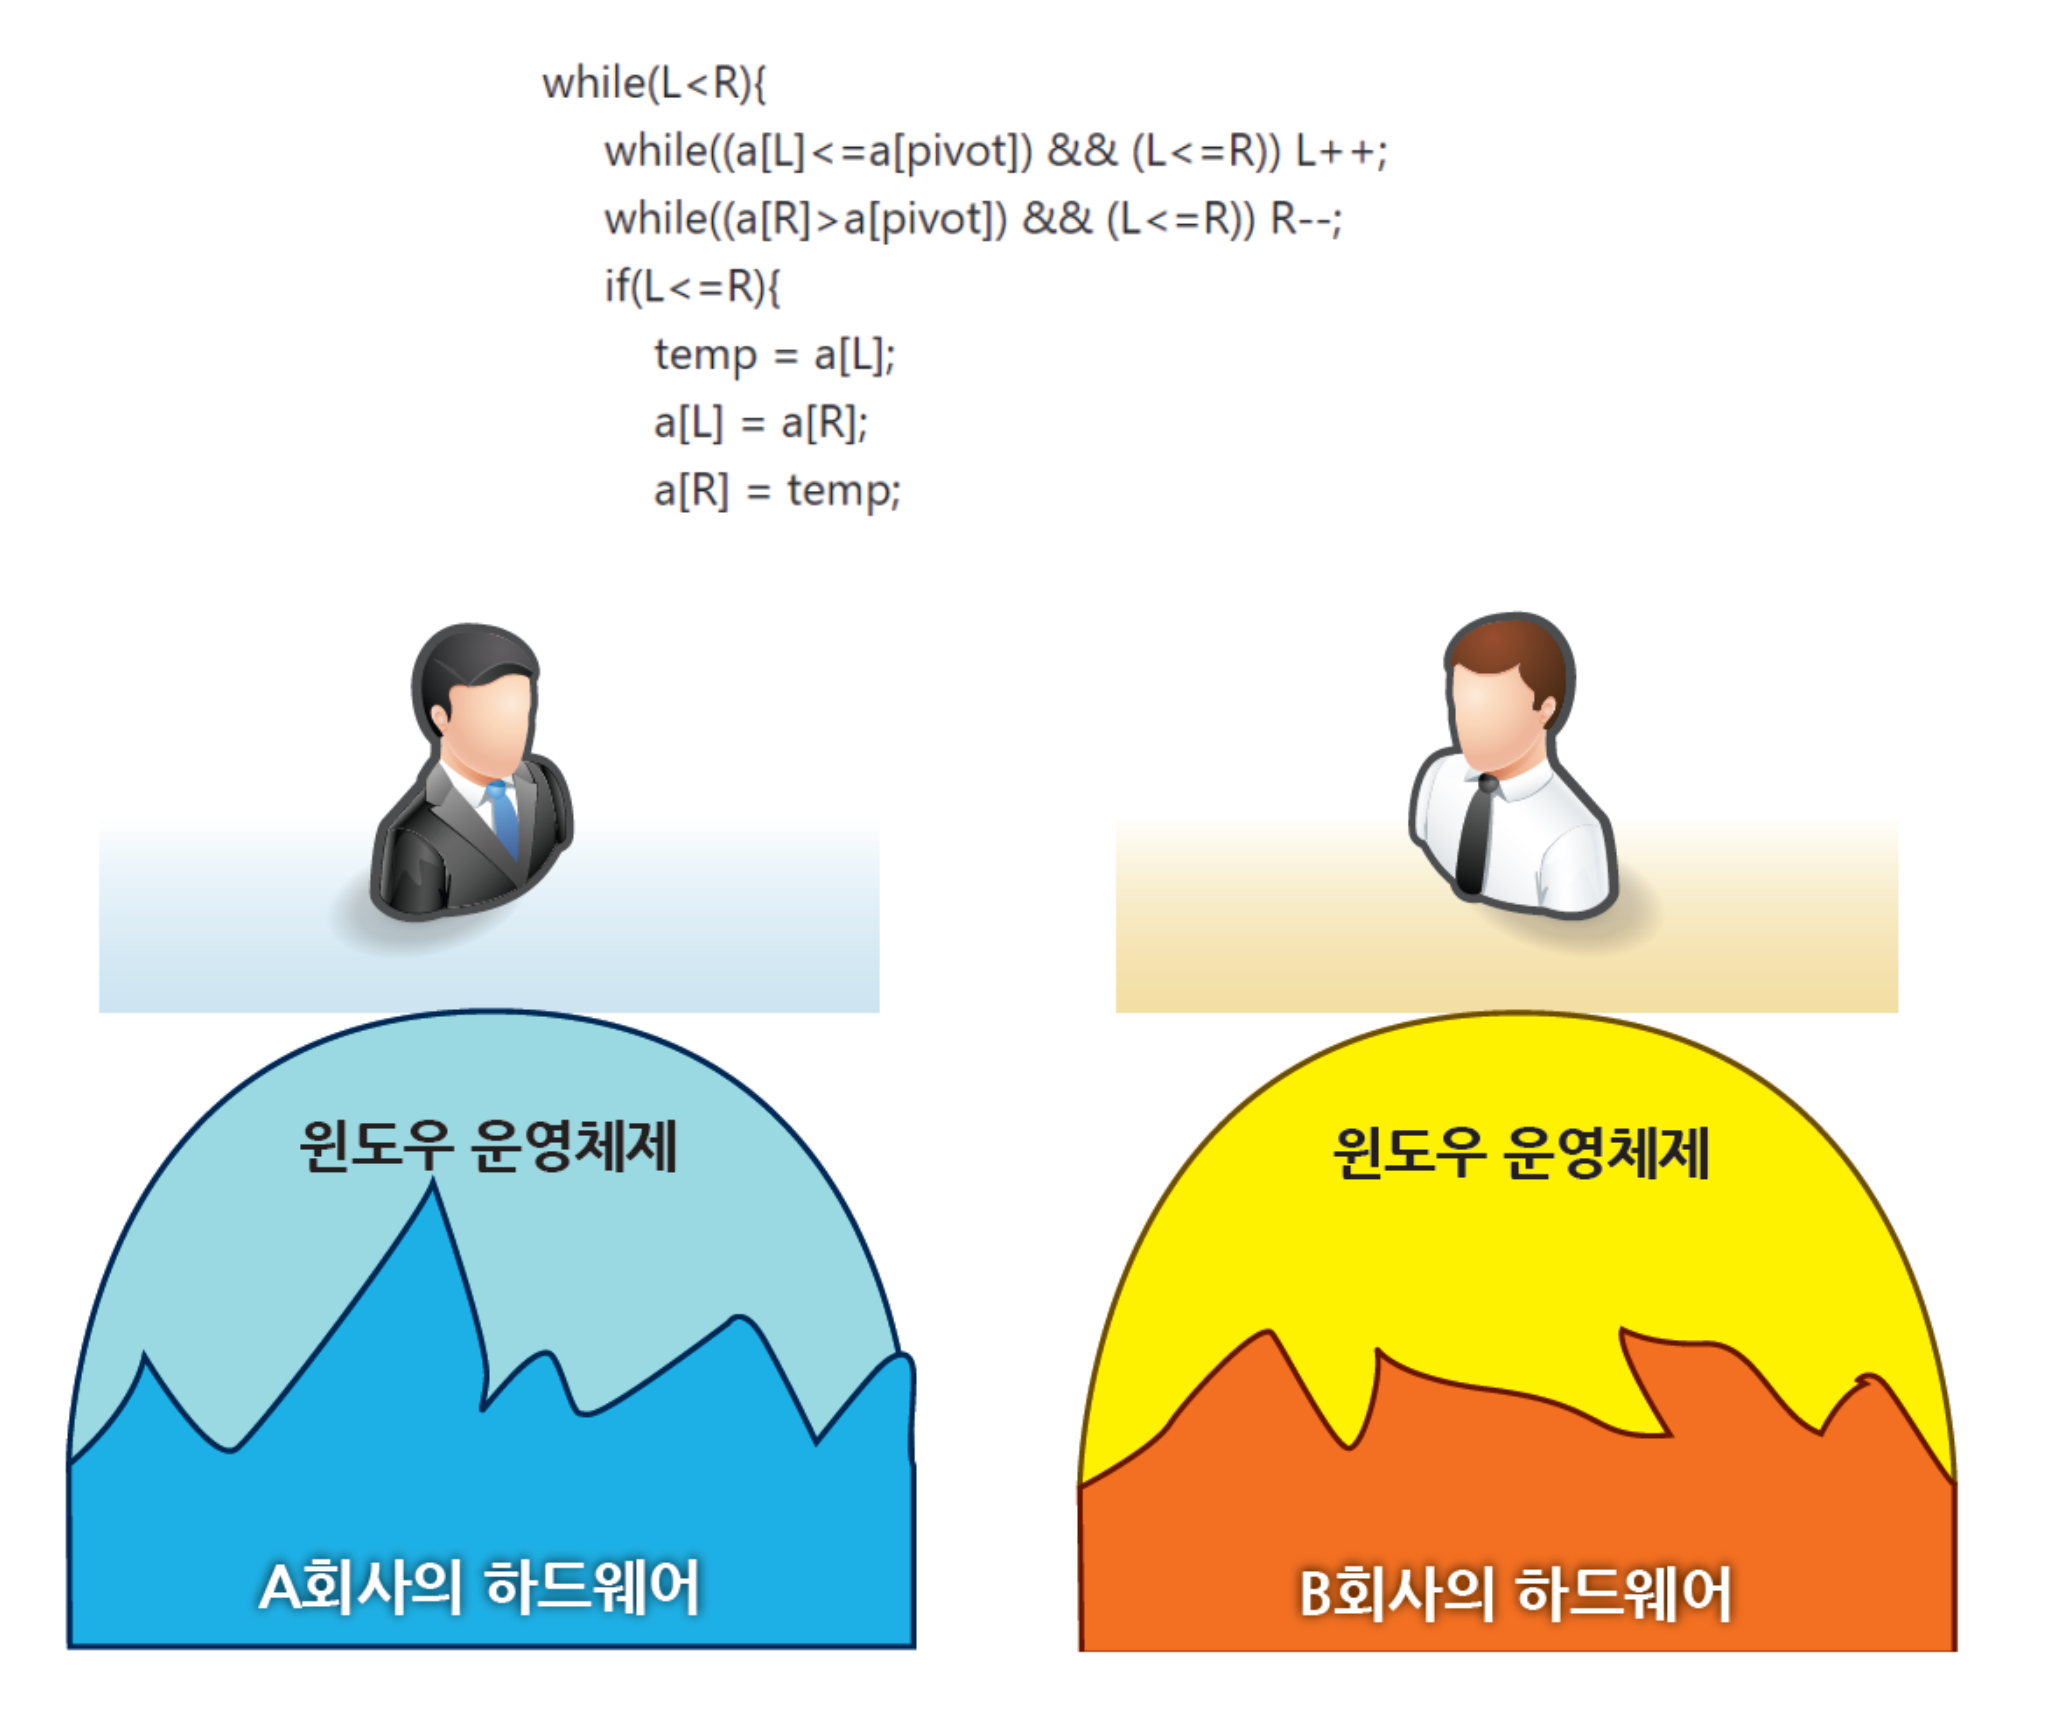 while(L<R){
while((a[L]<=a[pivot]) && (L<=R)) L++;
while((a[R]>a[pivot]) && (L<=R)) R--;
if(L<=R){
temp = a[L];
a[L] = a[R];
a[R] = temp;
윈도우 운영체제
윈도우 운영체제
A회사의 하드웨어
B회사의 하드웨어